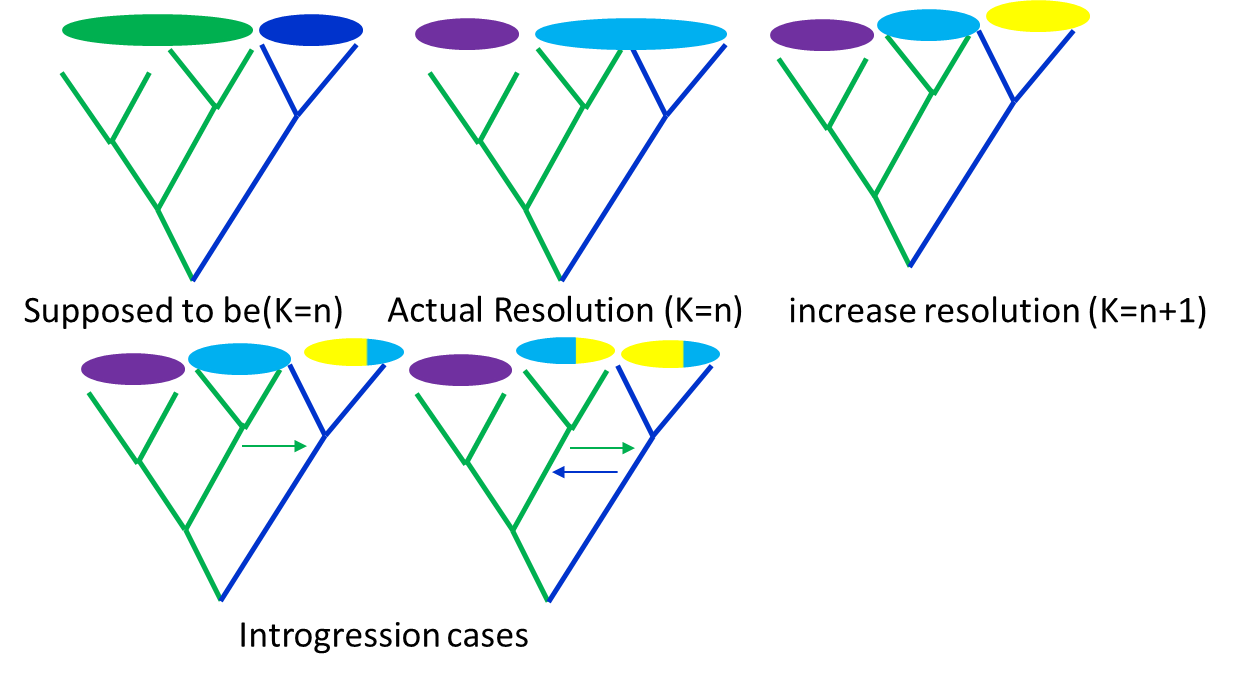 Supposed to be(K=n)
Actual Resolution (K=n)
increase resolution (K=n+1)
Introgression cases